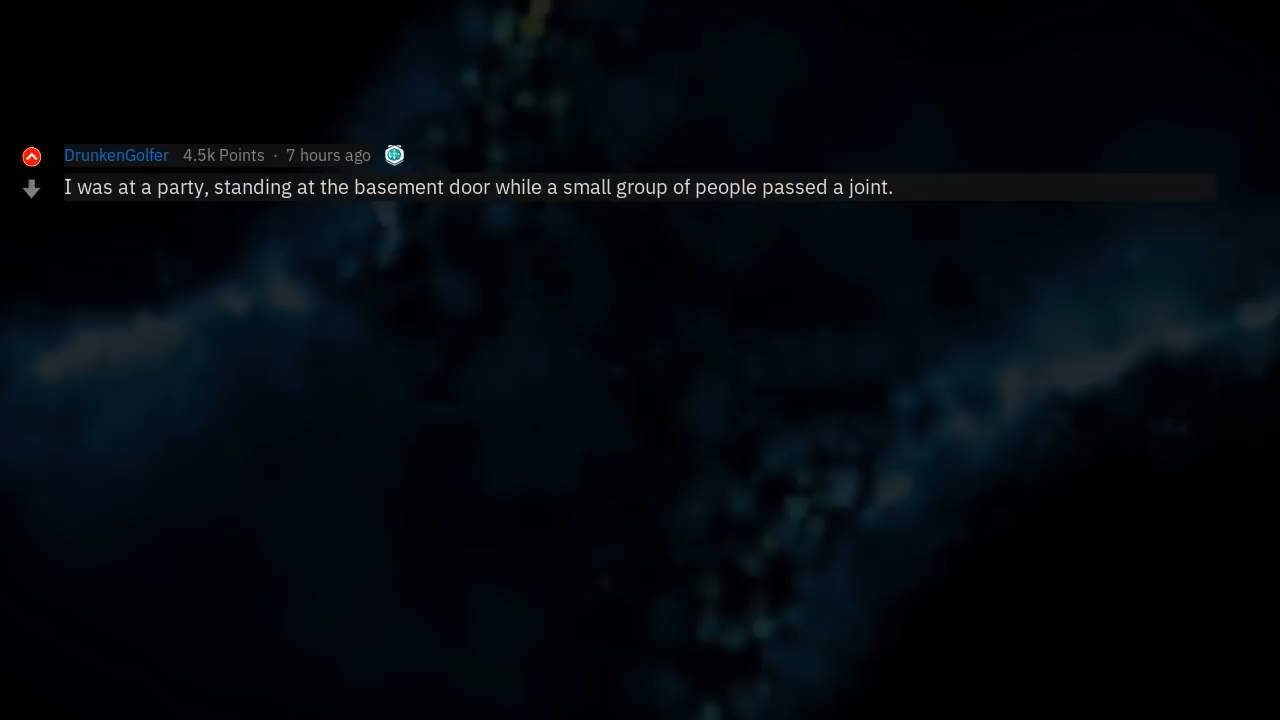 DrunkenGolfer 4.5k Points · 7 hours ago
I was at a party, standing at the basement door while a small group of people passed a joint.